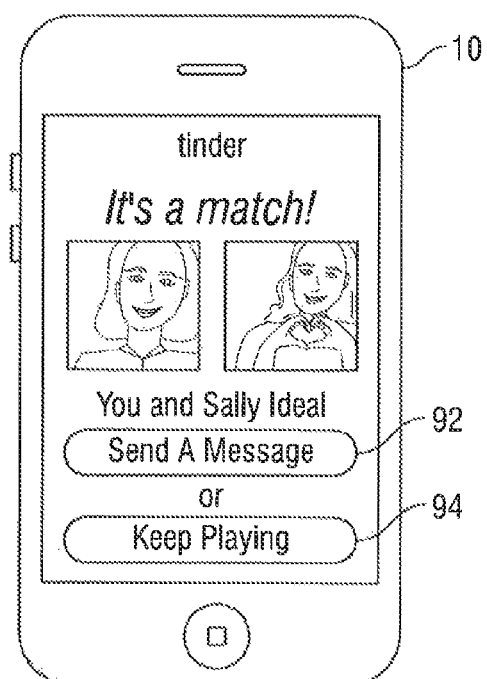 10
tinder
It's a match!
You and Sally Ideal
Send A Message
92
or
Keep Playing
94